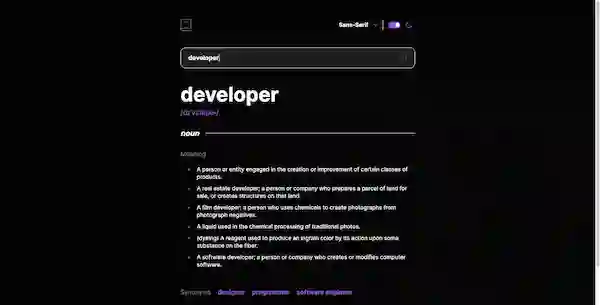 Sans-Serif
developer
developer
noun
Meaning
A person or entity engaged in the creation or improvement of certain classes of
products.
A real estate developer; a person or company who prepares a parcel of land for
sale, or creates structures on that land.
A film developer; a person who uses chemicals to create photographs from
photograph negatives.
A liquid used in the chemical processing of traditional photos.
(dyeing) A reagent used to produce an ingrain color by its action upon some
substance on the fiber.
A software developer; a person or company who creates or modifies computer
software.
Synonyms designer programmer software engineer